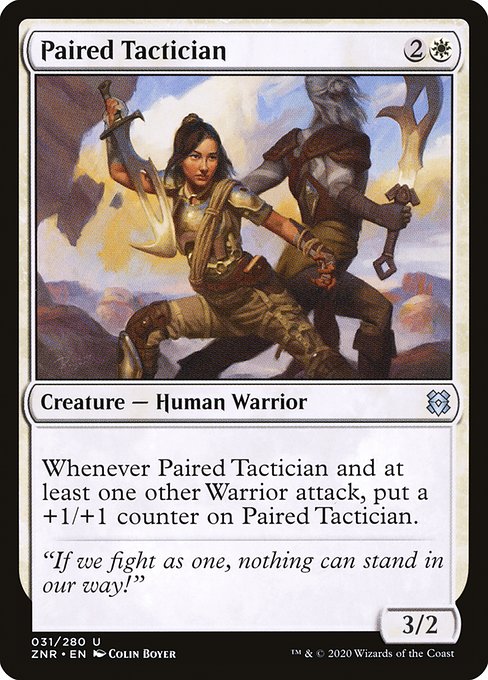 Paired Tactician 2
Creature — Human Warrior
Whenever Paired Tactician and at
least one other Warrior attack, put a
+1/+1 counter on Paired Tactician.
“If we fight as one, nothing can stand in
our way!”
3/2
031/280 U
ZNR • EN Colin Boyer
™ & © 2020 Wizards of the Coast